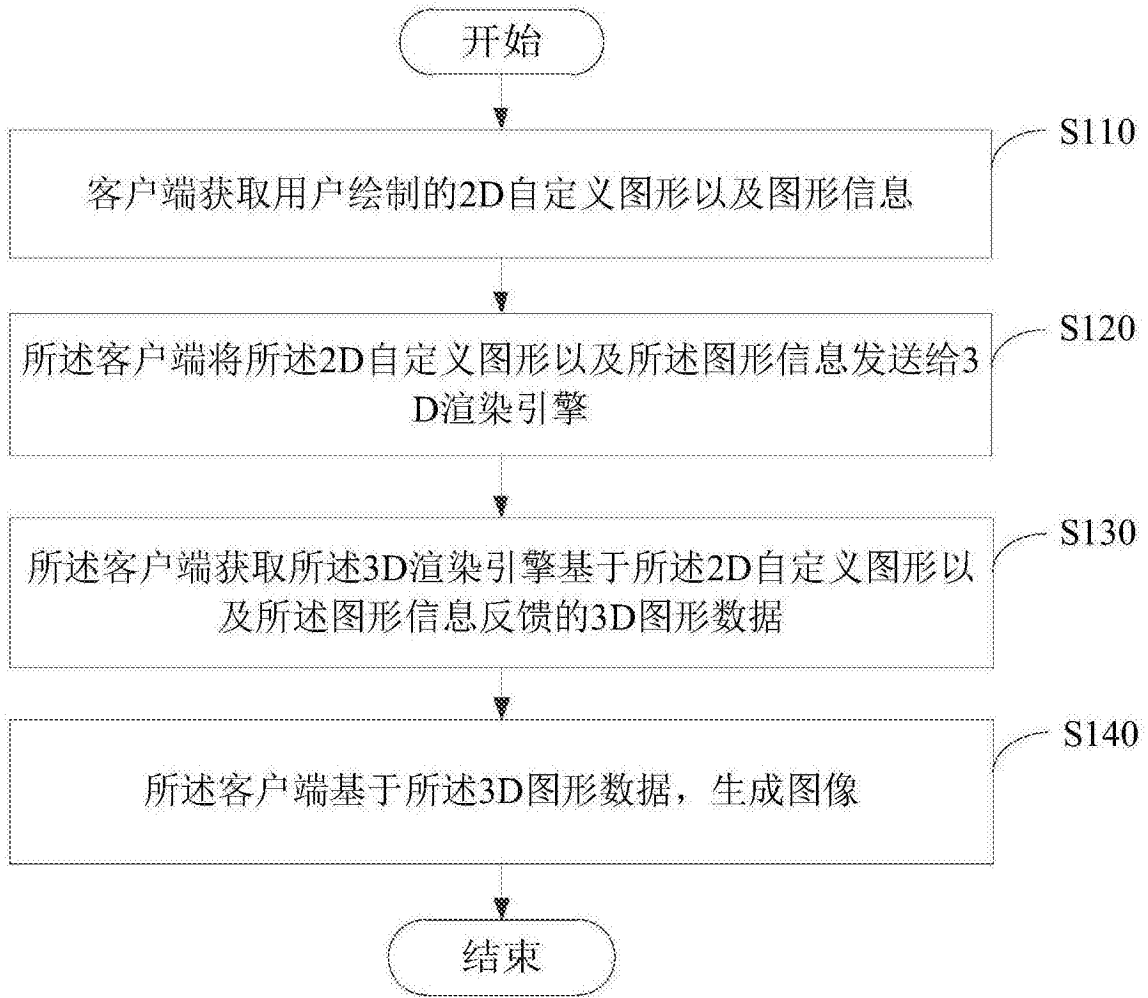 开始
S110
客户端获取用户绘制的2D自定义图形以及图形信息
S120
所述客户端将所述2D自定义图形以及所述图形信息发送给3
D渲染引擎
S130
所述客户端获取所述3D渲染引擎基于所述2D自定义图形以
及所述图形信息反馈的3D图形数据
S140
所述客户端基于所述3D图形数据，生成图像
结束